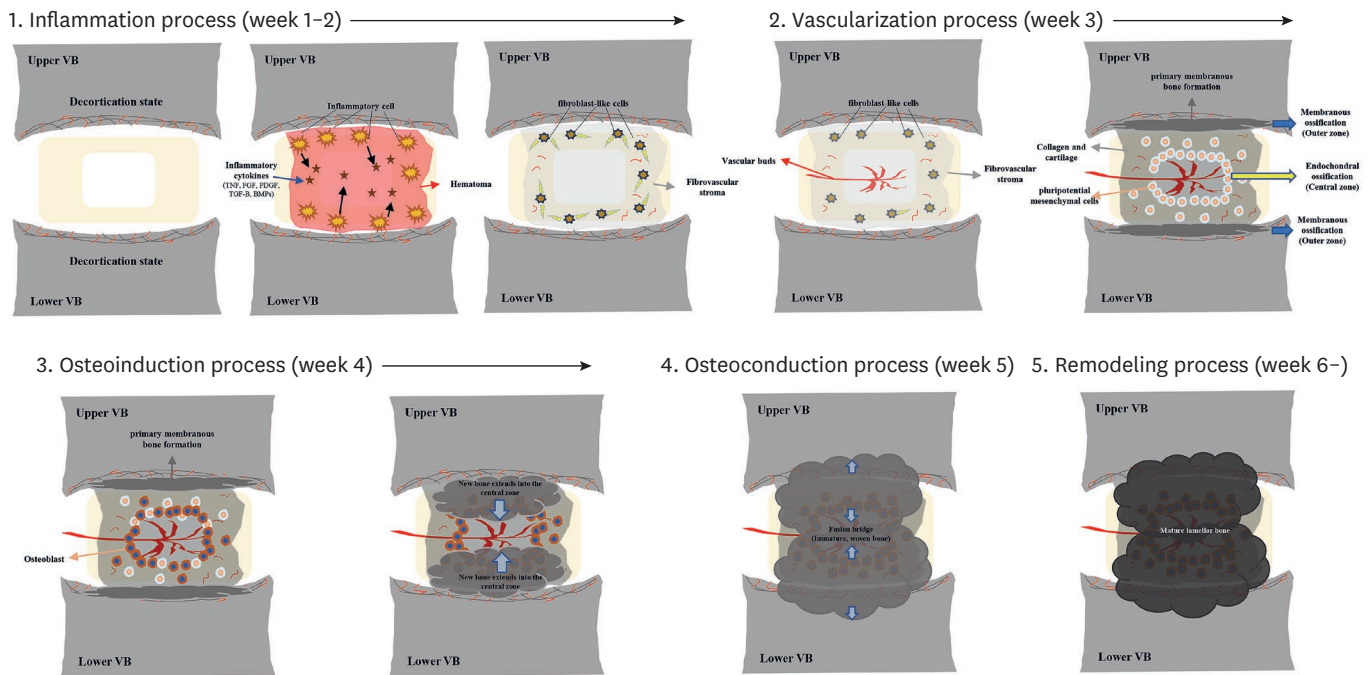 1. Inflammation process (week 1–2)
Upper VB
Decortication state
Decortication state
Lower VB
Upper VB
Inflammatory cell
Inflammatory
cytokines
(TNF, FGF, PDGF,
TGF-B, BMPs)
Hematoma
Lower VB
Upper VB
fibroblast-like cells
Fibrovascular
stroma
Lower VB
2. Vascularization process (week 3)
Upper VB
fibroblast-like cells
Vascular buds
Fibrovascular
stroma
Lower VB
Upper VB
primary membranous
bone formation
Membranous
ossification
(Outer zone)
Collagen and
cartilage
Endochondral
ossification
(Central zone)
pluripotential
mesenchymal cells
Membranous
ossification
(Outer zone)
Lower VB
3. Osteoinduction process (week 4)
Upper VB
primary membranous
bone formation
Osteoblast
Lower VB
Upper VB
New bone extends into the
central zone
New bone extends into the
central zone
Lower VB
4. Osteoconduction process (week 5)
Upper VB
Fusion bridge
(Immature, woven bone)
Lower VB
5. Remodeling process (week 6–)
Upper VB
Mature lamellar bone
Lower VB